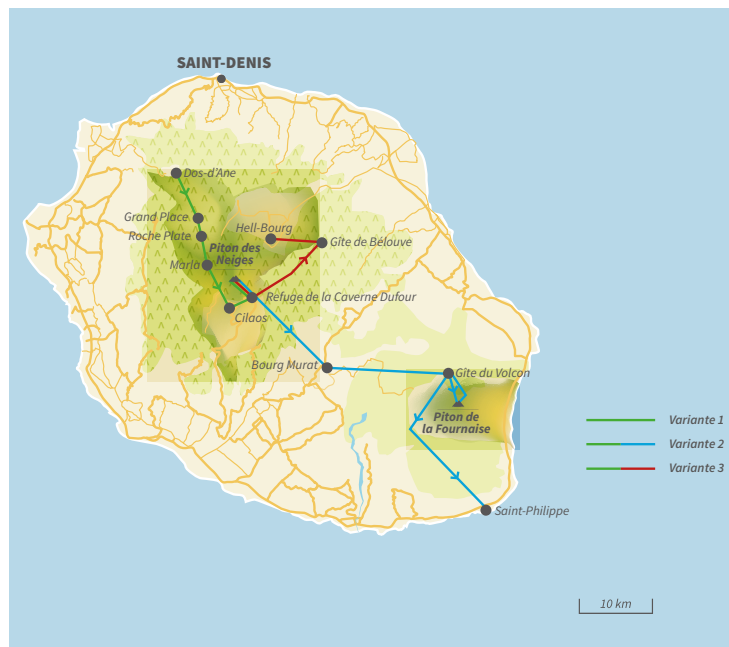 SAINT-DENIS
Dos-d'Ane
Grand Place
Roche Plate
Hell-Bourg
Gîte de Bélouve
Piton des
Neiges
Marla
Refuge de la Caverne Dufour
Cilaos
Bourg Murat
Gîte du Volcon
Piton de
la Fournaise
Variante 1
Variante 2
Variante 3
Saint-Philippe
10 km